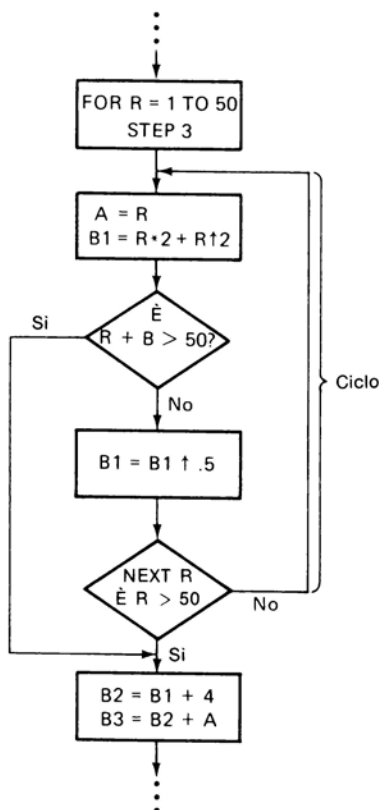 FOR R = 1 TO 50
STEP 3
A = R
B1 = R*2 + R↑2
È
R + B > 50?
Si
No
Ciclo
B1 = B1 ↑ .5
NEXT R
È R > 50
No
Si
B2 = B1 + 4
B3 = B2 + A